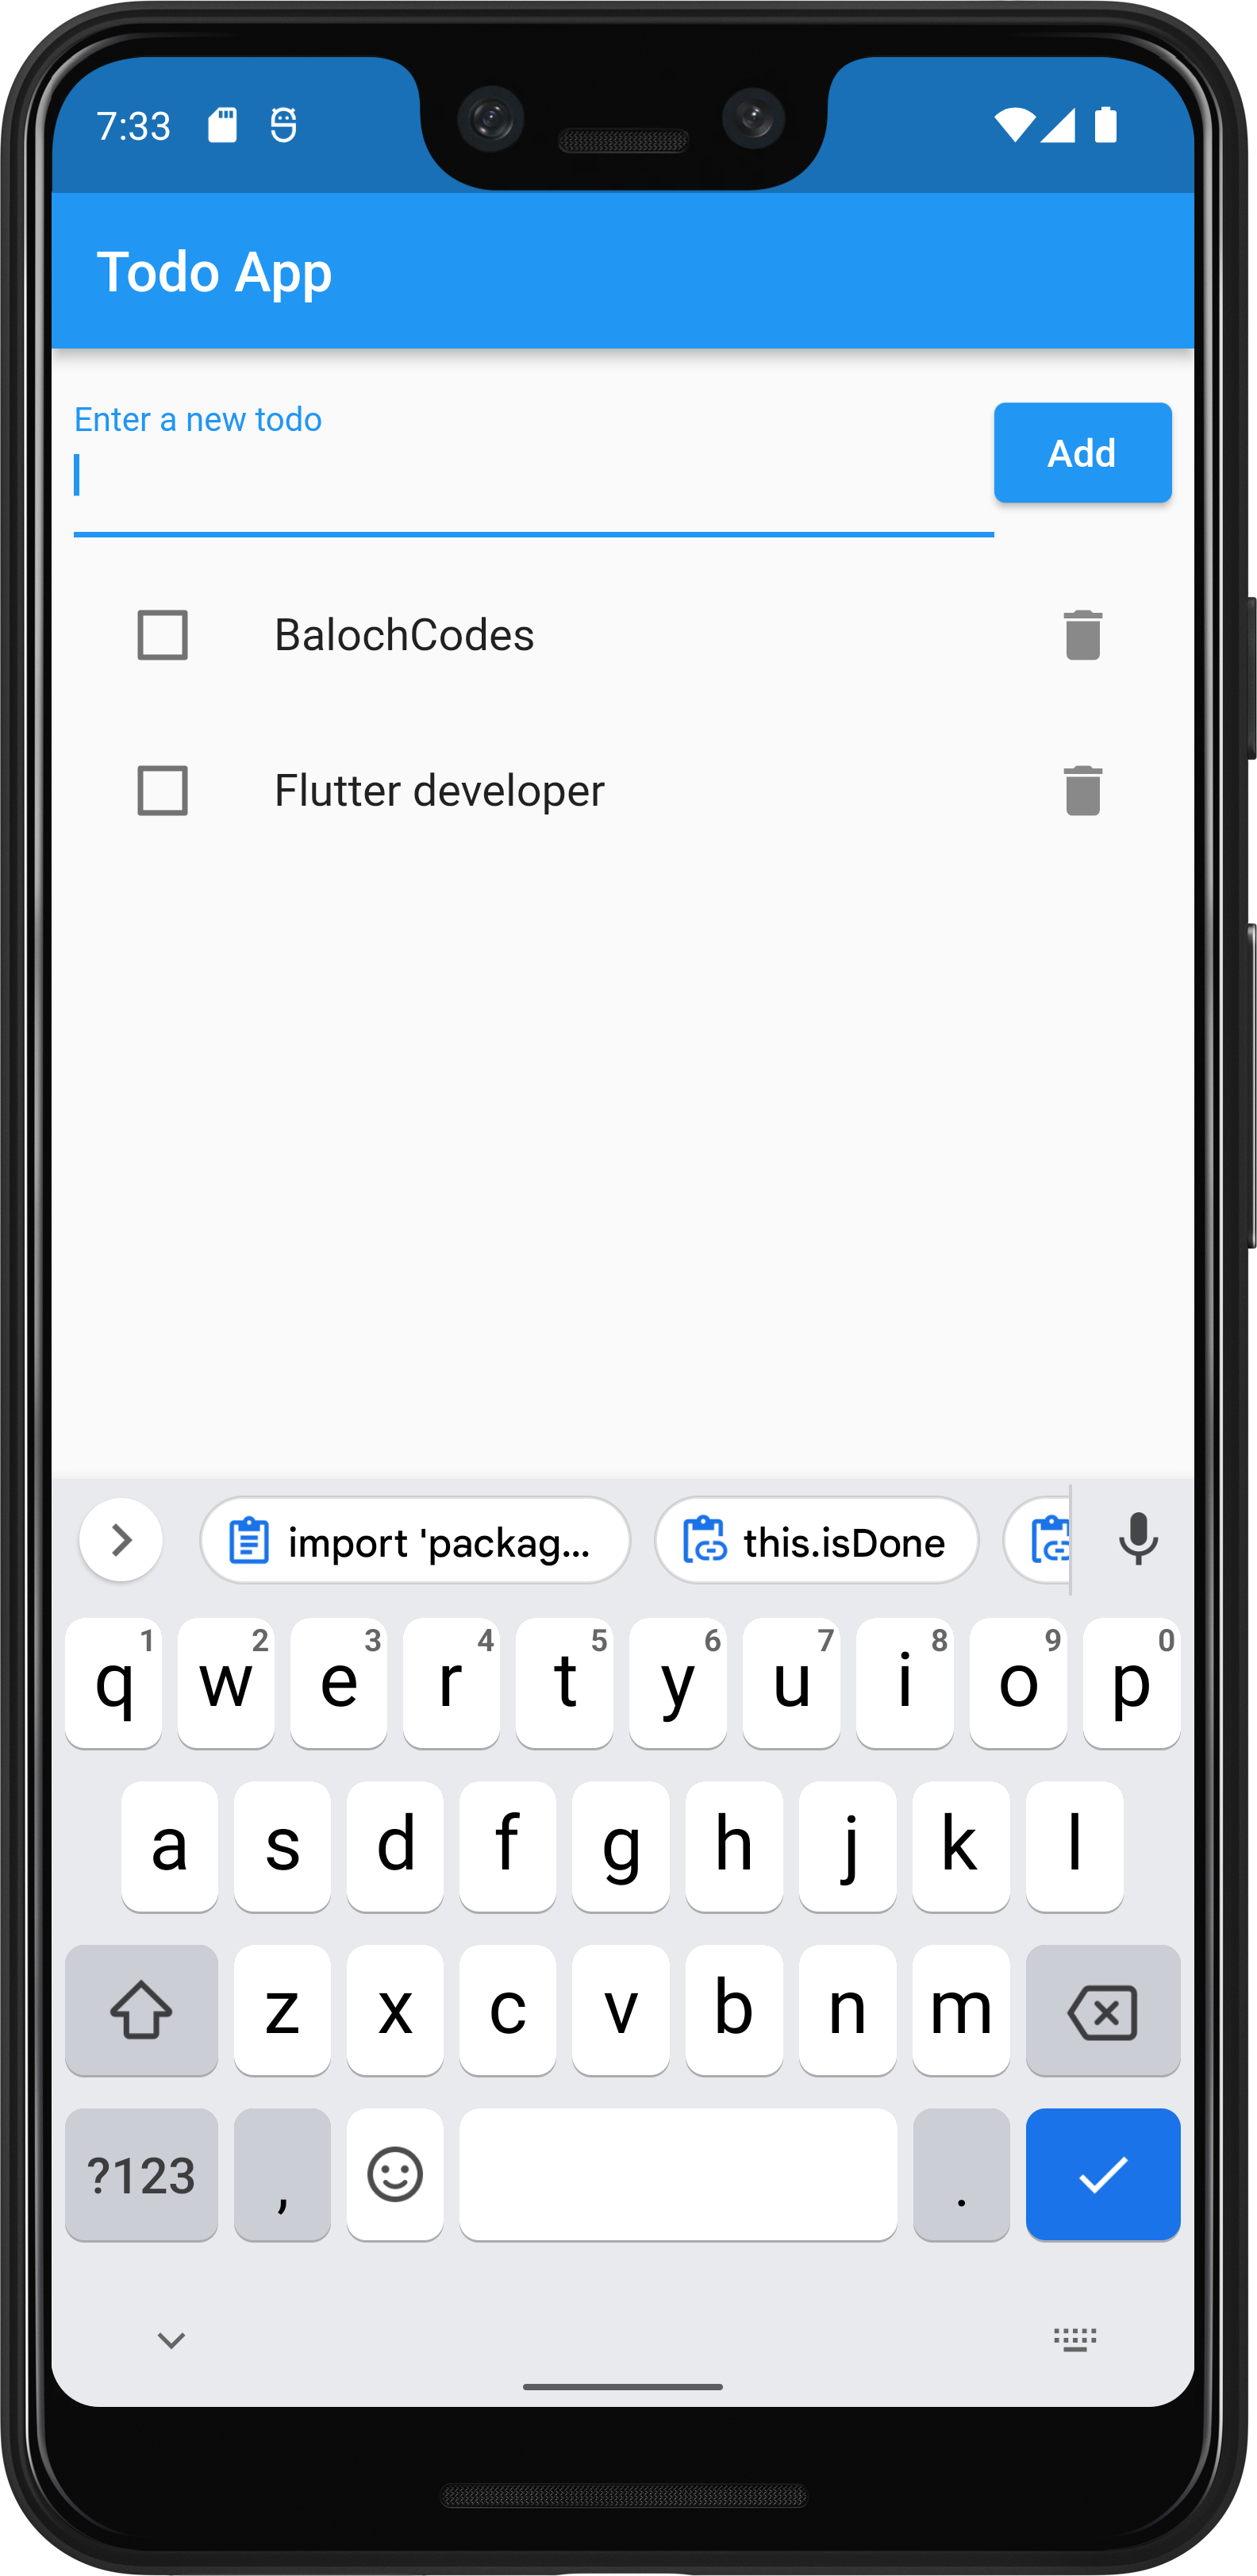 7:33
Todo App
Enter a new todo
Add
BalochCodes
Flutter developer
import 'packag...
this.isDone
1 2 3 4 5 6 7 8 9 0
q w e r t y u i o p
a s d f g h j k l
z x c v b n m
?123 , .